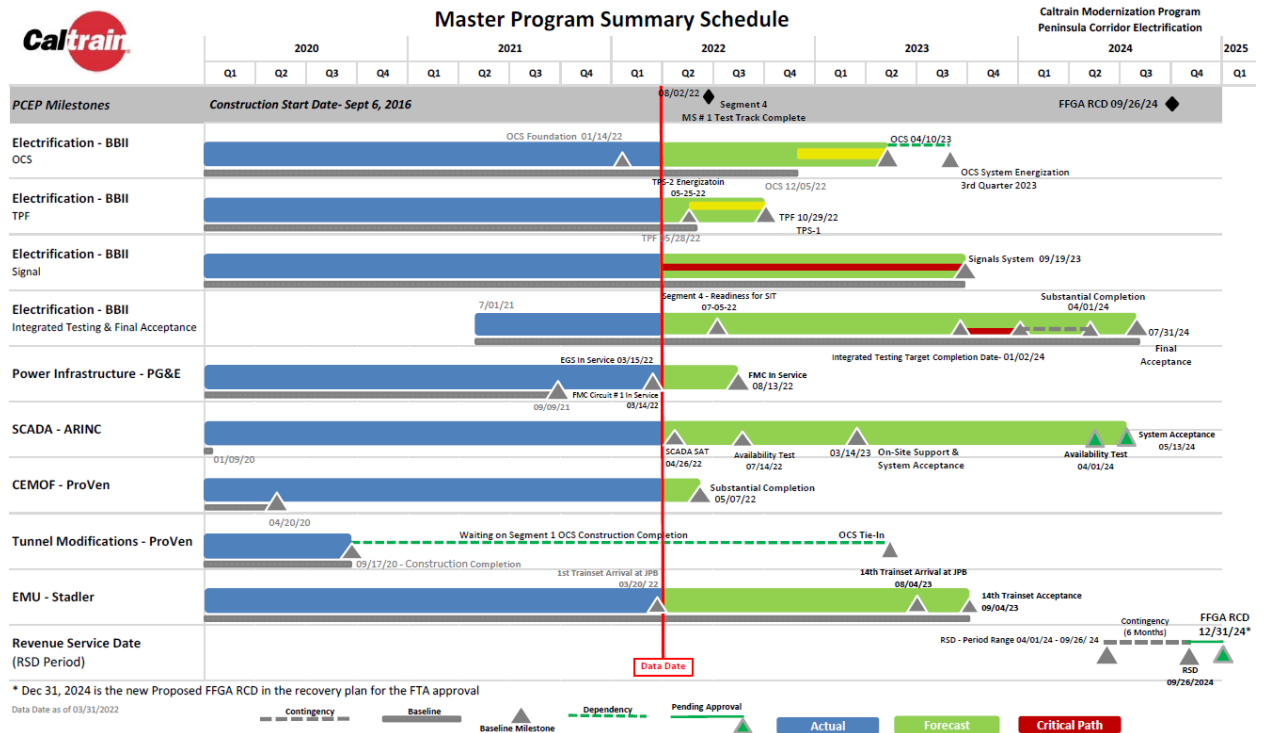 Caltrain
Master Program Summary Schedule
Caltrain Modernization Program
Peninsula Corridor Electrification
2020 2021 2022 2023 2024 2025
Q1 Q2 Q3 Q4 Q1 Q2 Q3 Q4 Q1 Q2 Q3 Q4 Q1 Q2 Q3 Q4 Q1 Q2 Q3 Q4 Q1
PCEP Milestones
Construction Start Date- Sept 6, 2016
08/02/22
Segment 4
MS # 1 Test Track Complete
FFGA RCD 09/26/24
Electrification - BBII
OCS
OCS Foundation 01/14/22
OCS 04/10/23
OCS System Energization
3rd Quarter 2023
OCS 12/05/22
Electrification - BBII
TPF
TPS-2 Energizatoin
05-25-22
TPF 10/29/22
TPS-1
TPF 05/28/22
Electrification - BBII
Signal
Signals System 09/19/23
Electrification - BBII
Integrated Testing & Final Acceptance
7/01/21
Segment 4 - Readiness for SIT
07-05-22
Substantial Completion
04/01/24
07/31/24
Final
Acceptance
Integrated Testing Target Completion Date- 01/02/24
Power Infrastructure - PG&E
EGS In Service 03/15/22
FMC In Service
08/13/22
09/09/21
FMC Circuit # 1 In Service
03/14/22
SCADA - ARINC
01/09/20
SCADA SAT
04/26/22
Availability Test
07/14/22
03/14/23
On-Site Support &
System Acceptance
Availability Test
04/01/24
System Acceptance
05/13/24
CEMOF - ProVen
Substantial Completion
05/07/22
04/20/20
Tunnel Modifications - ProVen
Waiting on Segment 1 OCS Construction Completion
OCS Tie-In
09/17/20 - Construction Completion
EMU - Stadler
1st Trainset Arrival at JPB
03/20/ 22
14th Trainset Arrival at JPB
08/04/23
14th Trainset Acceptance
09/04/23
Revenue Service Date
(RSD Period)
RSD - Period Range 04/01/24 - 09/26/ 24
Contingency
(6 Months)
FFGA RCD
12/31/24*
RSD
09/26/2024
Data Date
* Dec 31, 2024 is the new Proposed FFGA RCD in the recovery plan for the FTA approval
Data Date as of 03/31/2022
Contingency
Baseline
Baseline Milestone
Dependency
Pending Approval
Actual
Forecast
Critical Path